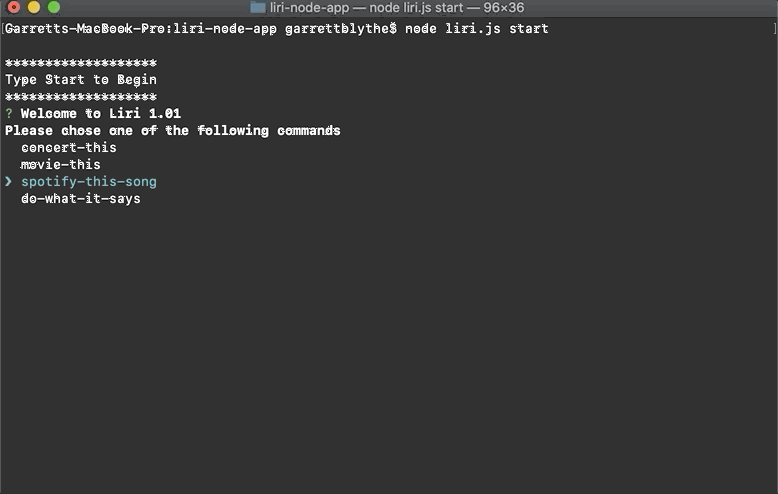 liri-node-app — node liri.js start — 96×36
[Garretts-MacBook-Pro:liri-node-app garrettblythe$ node liri.js start ]
*******************
Type Start to Begin
*******************
? Welcome to Liri 1.01
Please chose one of the following commands
concert-this
movie-this
❯ spotify-this-song
do-what-it-says